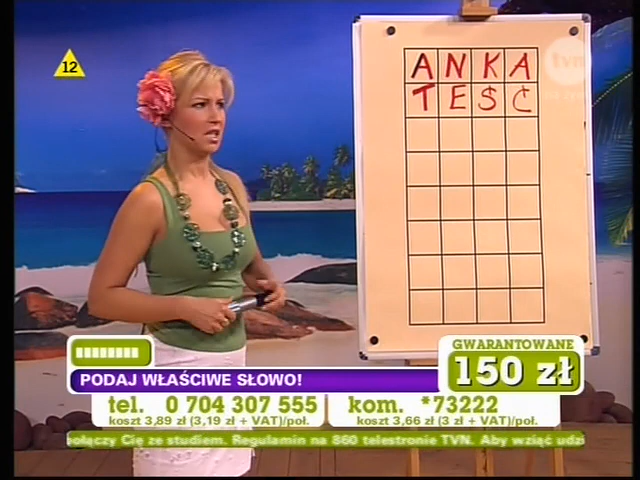 12
ANKA
TEŚĆ
tvn
GWARANTOWANE
150 zł
PODAJ WŁAŚCIWE SŁOWO!
tel. 0 704 307 555
koszt 3,89 zł (3,19 zł + VAT)/poł.
kom. *73222
koszt 3,66 zł (3 zł + VAT)/poł.
połączy Cię ze studiem. Regulamin na 860 telestronie TVN. Aby wziąć udzi